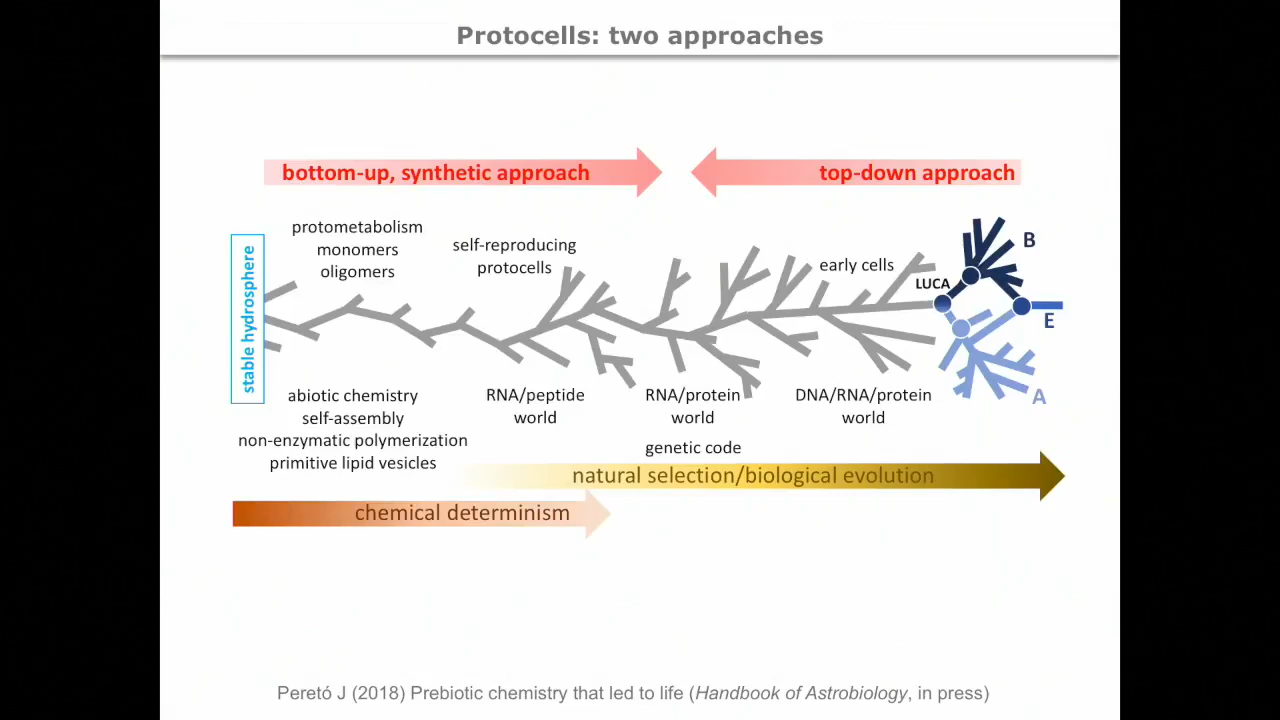 Protocells: two approaches
bottom-up, synthetic approach
top-down approach
protometabolism
monomers
oligomers
self-reproducing
protocells
early cells
LUCA
B
E
A
stable hydrosphere
abiotic chemistry
self-assembly
non-enzymatic polymerization
primitive lipid vesicles
RNA/peptide
world
RNA/protein
world
genetic code
DNA/RNA/protein
world
natural selection/biological evolution
chemical determinism
Peretó J (2018) Prebiotic chemistry that led to life (Handbook of Astrobiology, in press)